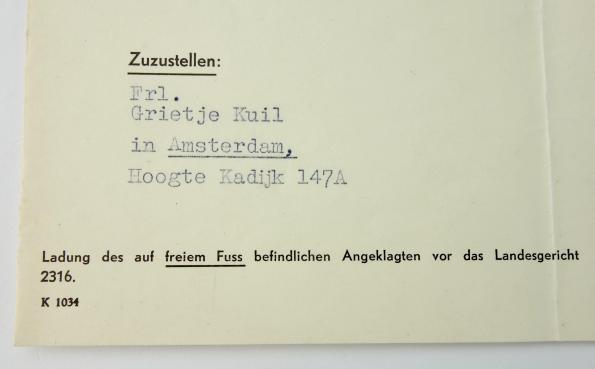 Zuzustellen:
Frl.
Grietje Kuil
in Amsterdam,
Hoogte Kadijk 147A
Ladung des auf freiem Fuss befindlichen Angeklagten vor das Landesgericht
2316.
K 1034